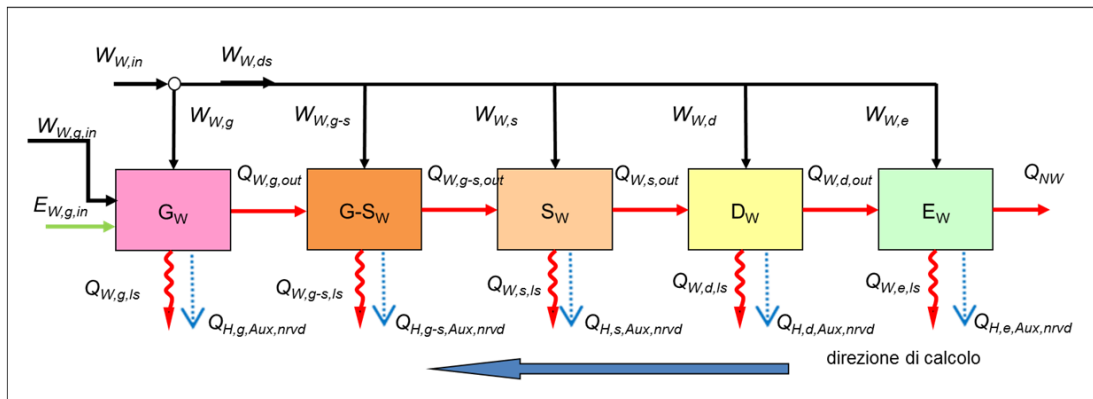 W_W,in
W_W,ds
W_W,g
W_W,g-s
W_W,s
W_W,d
W_W,e
W_W,g,in
E_W,g,in
Q_W,g,out
Q_W,g-s,out
Q_W,s,out
Q_W,d,out
Q_NW
G_W
G-S_W
S_W
D_W
E_W
Q_W,g,ls
Q_W,g-s,ls
Q_W,s,ls
Q_W,d,ls
Q_W,e,ls
Q_H,g,Aux,nrvd
Q_H,g-s,Aux,nrvd
Q_H,s,Aux,nrvd
Q_H,d,Aux,nrvd
Q_H,e,Aux,nrvd
direzione di calcolo